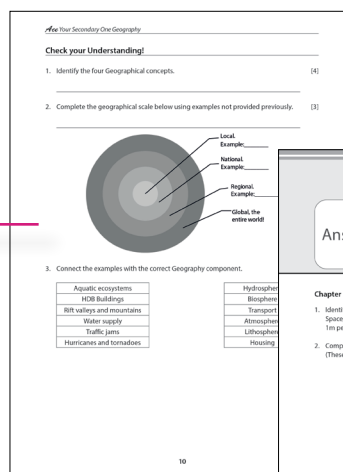 Ace Your Secondary One Geography
Check your Understanding!
1. Identify the four Geographical concepts. [4]
2. Complete the geographical scale below using examples not provided previously. [3]
Local.
Example:
National.
Example:
Regional.
Example:
Global, the
entire world!
3. Connect the examples with the correct Geography component.
Aquatic ecosystems
HDB Buildings
Rift valleys and mountains
Water supply
Traffic jams
Hurricanes and tornadoes
Hydrospher
Biosphere
Transport
Atmospher
Lithosphere
Housing
10
Ans
Chapter
1. Identi
Space
1m pe
2. Comp
(These